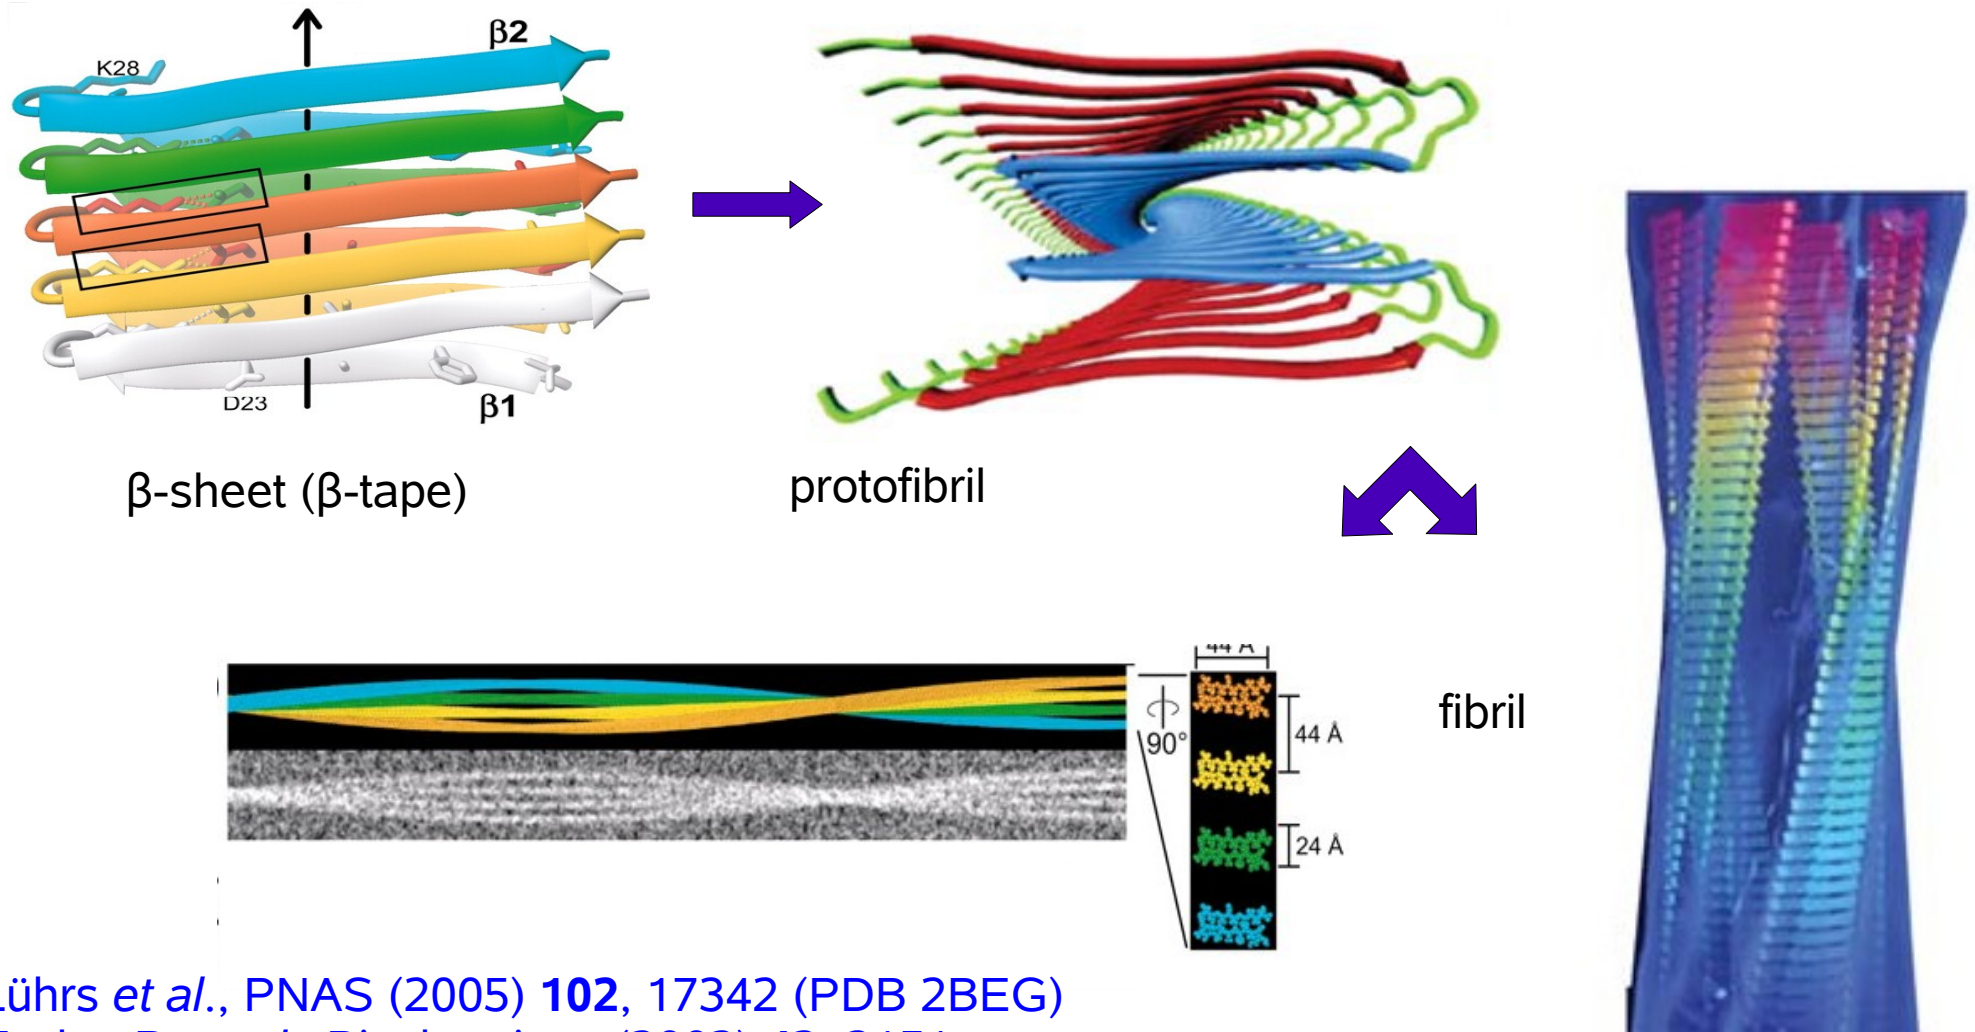 β2
K28
D23
β1
β-sheet (β-tape)
protofibril
44 Å
90°
44 Å
24 Å
fibril
ührs et al., PNAS (2005) 102, 17342 (PDB 2BEG)